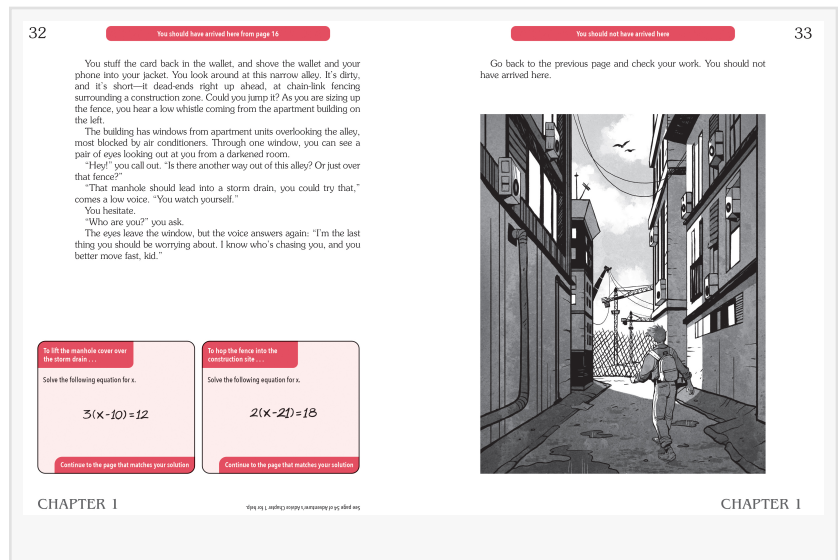 32
You should have arrived here from page 16
You stuff the card back in the wallet, and shove the wallet and your
phone into your jacket. You look around at this narrow alley. It's dirty,
and it's short—it dead-ends right up ahead, at chain-link fencing
surrounding a construction zone. Could you jump it? As you are sizing up
the fence, you hear a low whistle coming from the apartment building on
the left.
The building has windows from apartment units overlooking the alley,
most blocked by air conditioners. Through one window, you can see a
pair of eyes looking out at you from a darkened room.
“Hey!” you call out. “Is there another way out of this alley? Or just over
that fence?”
“That manhole should lead into a storm drain, you could try that,”
comes a low voice. “You watch yourself.”
You hesitate.
“Who are you?” you ask.
The eyes leave the window, but the voice answers again: “I'm the last
thing you should be worrying about. I know who's chasing you, and you
better move fast, kid.”
To lift the manhole cover over
the storm drain . . .
Solve the following equation for x.
3(x-10)=12
Continue to the page that matches your solution
To hop the fence into the
construction site . . .
Solve the following equation for x.
2(x-21)=18
Continue to the page that matches your solution
CHAPTER 1
See page 54 of Adventure's Advisor Chapter 1 for help.
You should not have arrived here
33
Go back to the previous page and check your work. You should not
have arrived here.
CHAPTER 1